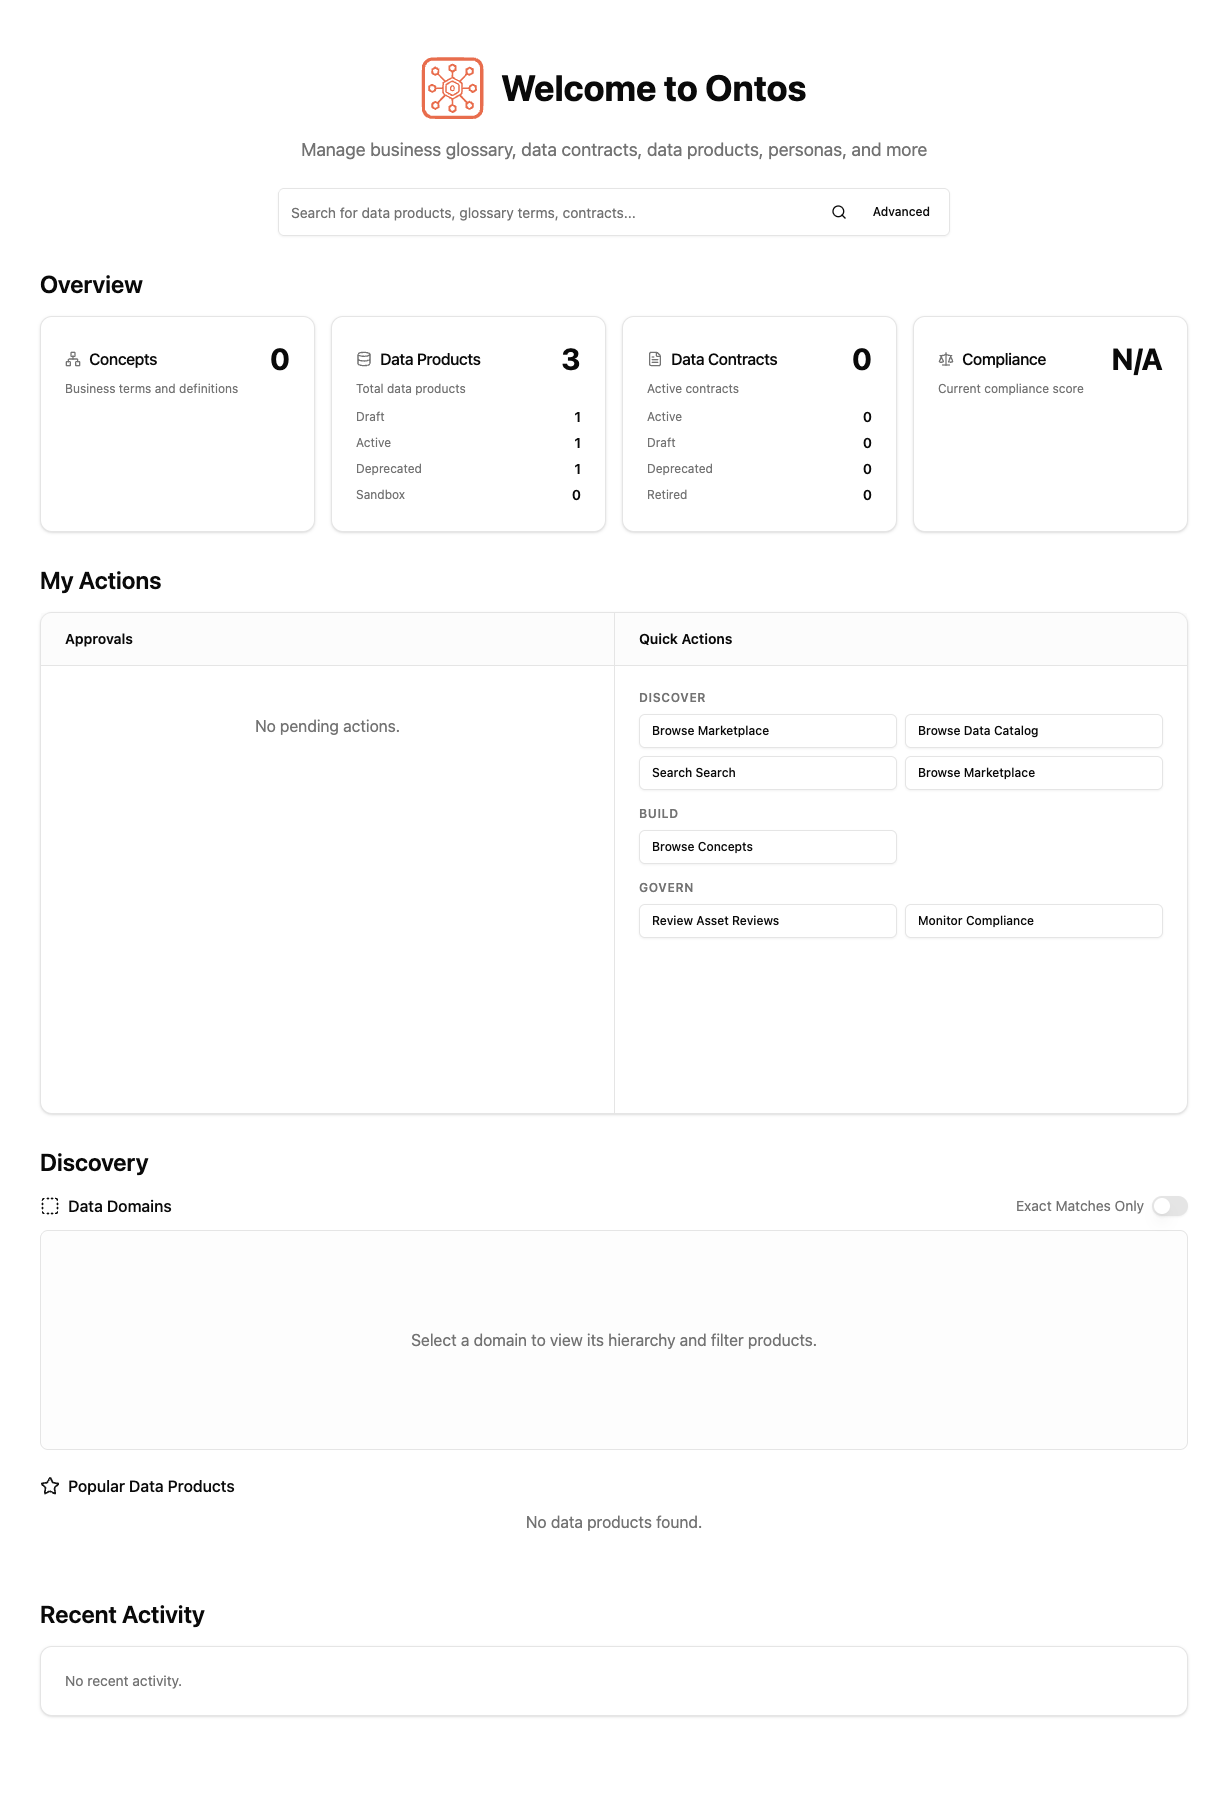 Welcome to Ontos
Manage business glossary, data contracts, data products, personas, and more
Search for data products, glossary terms, contracts...
Advanced
Overview
Concepts
0
Business terms and definitions
Data Products
3
Total data products
Draft
1
Active
1
Deprecated
1
Sandbox
0
Data Contracts
0
Active contracts
Active
0
Draft
0
Deprecated
0
Retired
0
Compliance
N/A
Current compliance score
My Actions
Approvals
No pending actions.
Quick Actions
DISCOVER
Browse Marketplace
Browse Data Catalog
Search Search
Browse Marketplace
BUILD
Browse Concepts
GOVERN
Review Asset Reviews
Monitor Compliance
Discovery
Data Domains
Exact Matches Only
Select a domain to view its hierarchy and filter products.
Popular Data Products
No data products found.
Recent Activity
No recent activity.